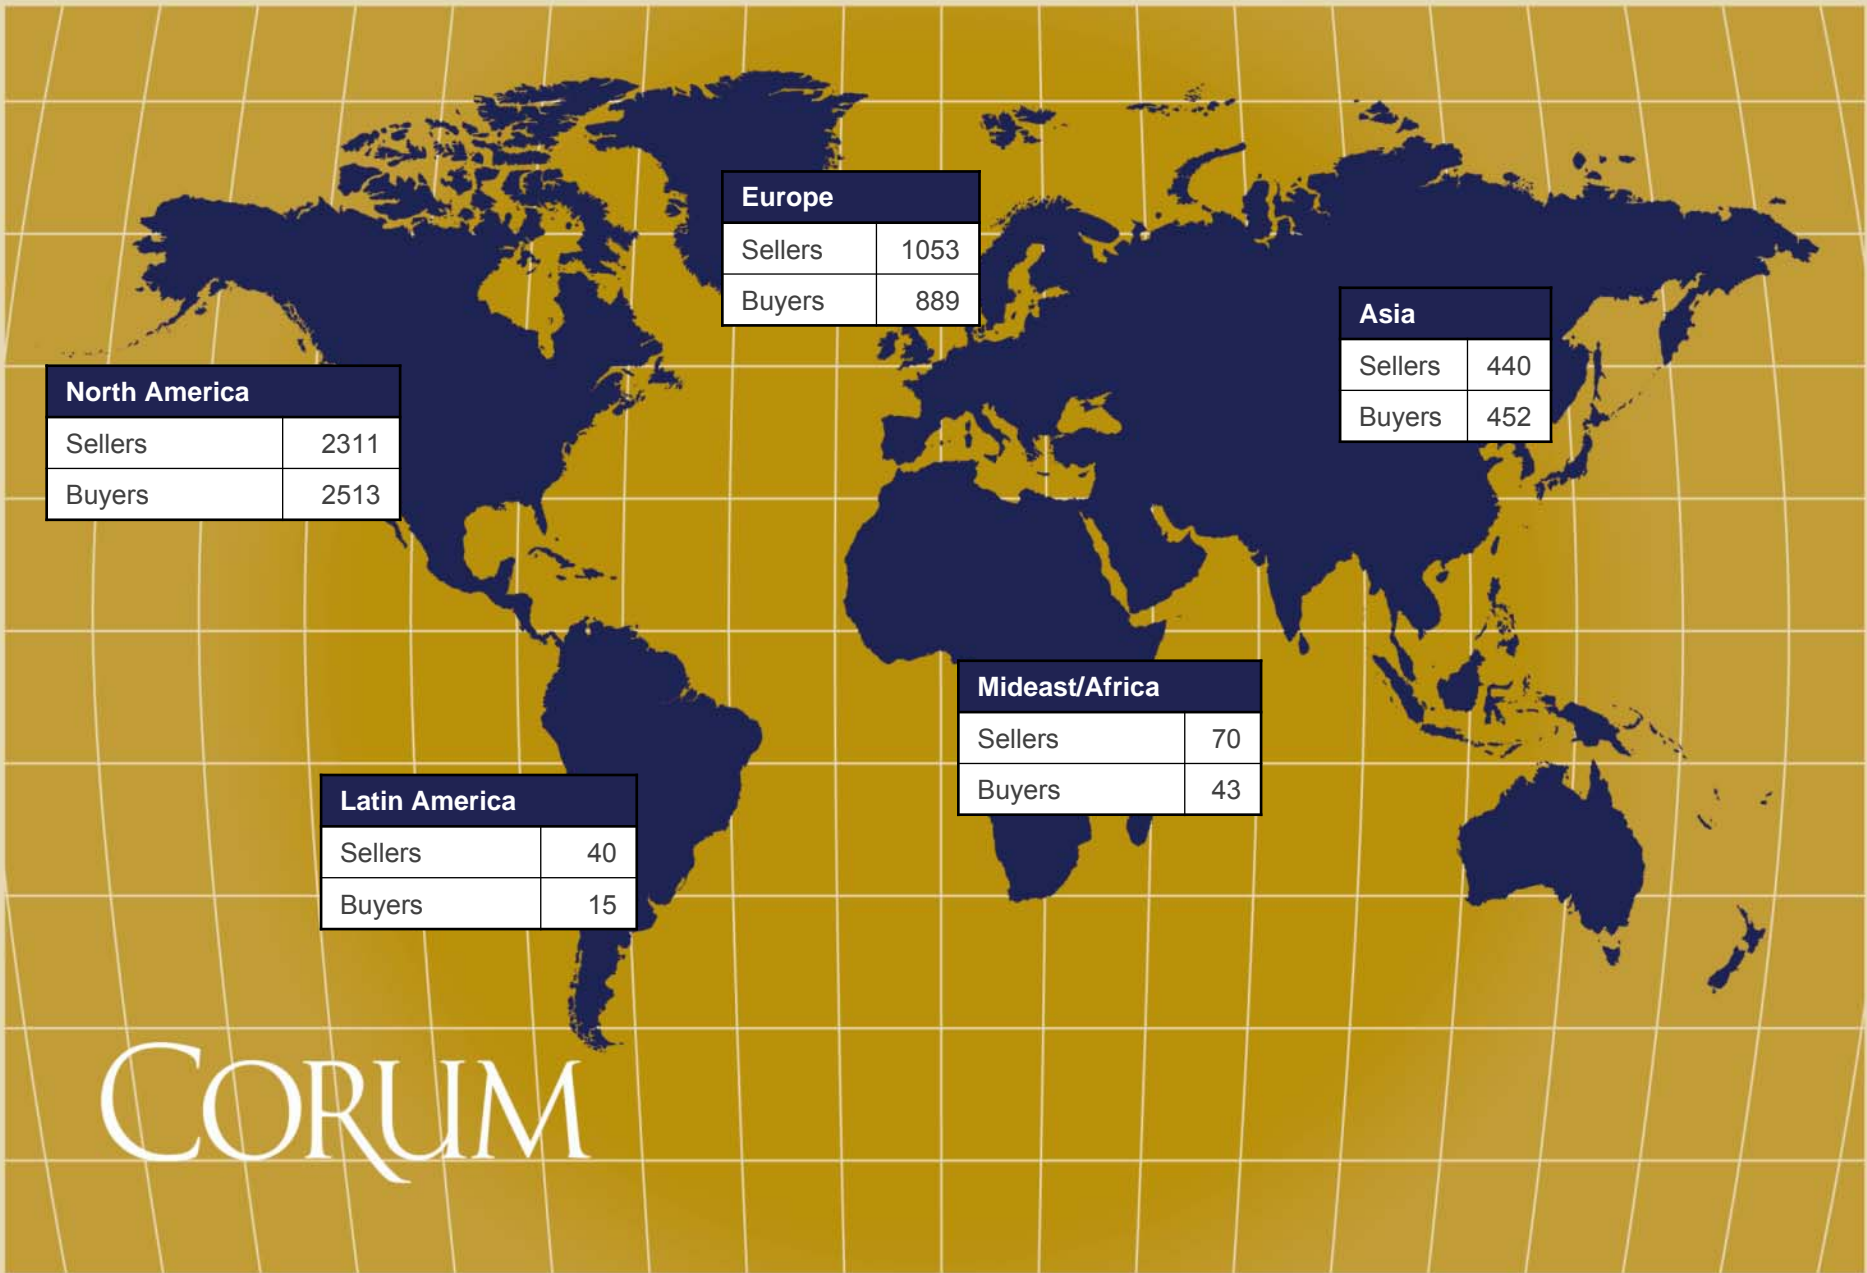 Europe
Sellers 1053
Buyers 889
Asia
Sellers 440
Buyers 452
North America
Sellers 2311
Buyers 2513
Mideast/Africa
Sellers 70
Buyers 43
Latin America
Sellers 40
Buyers 15
CORUM